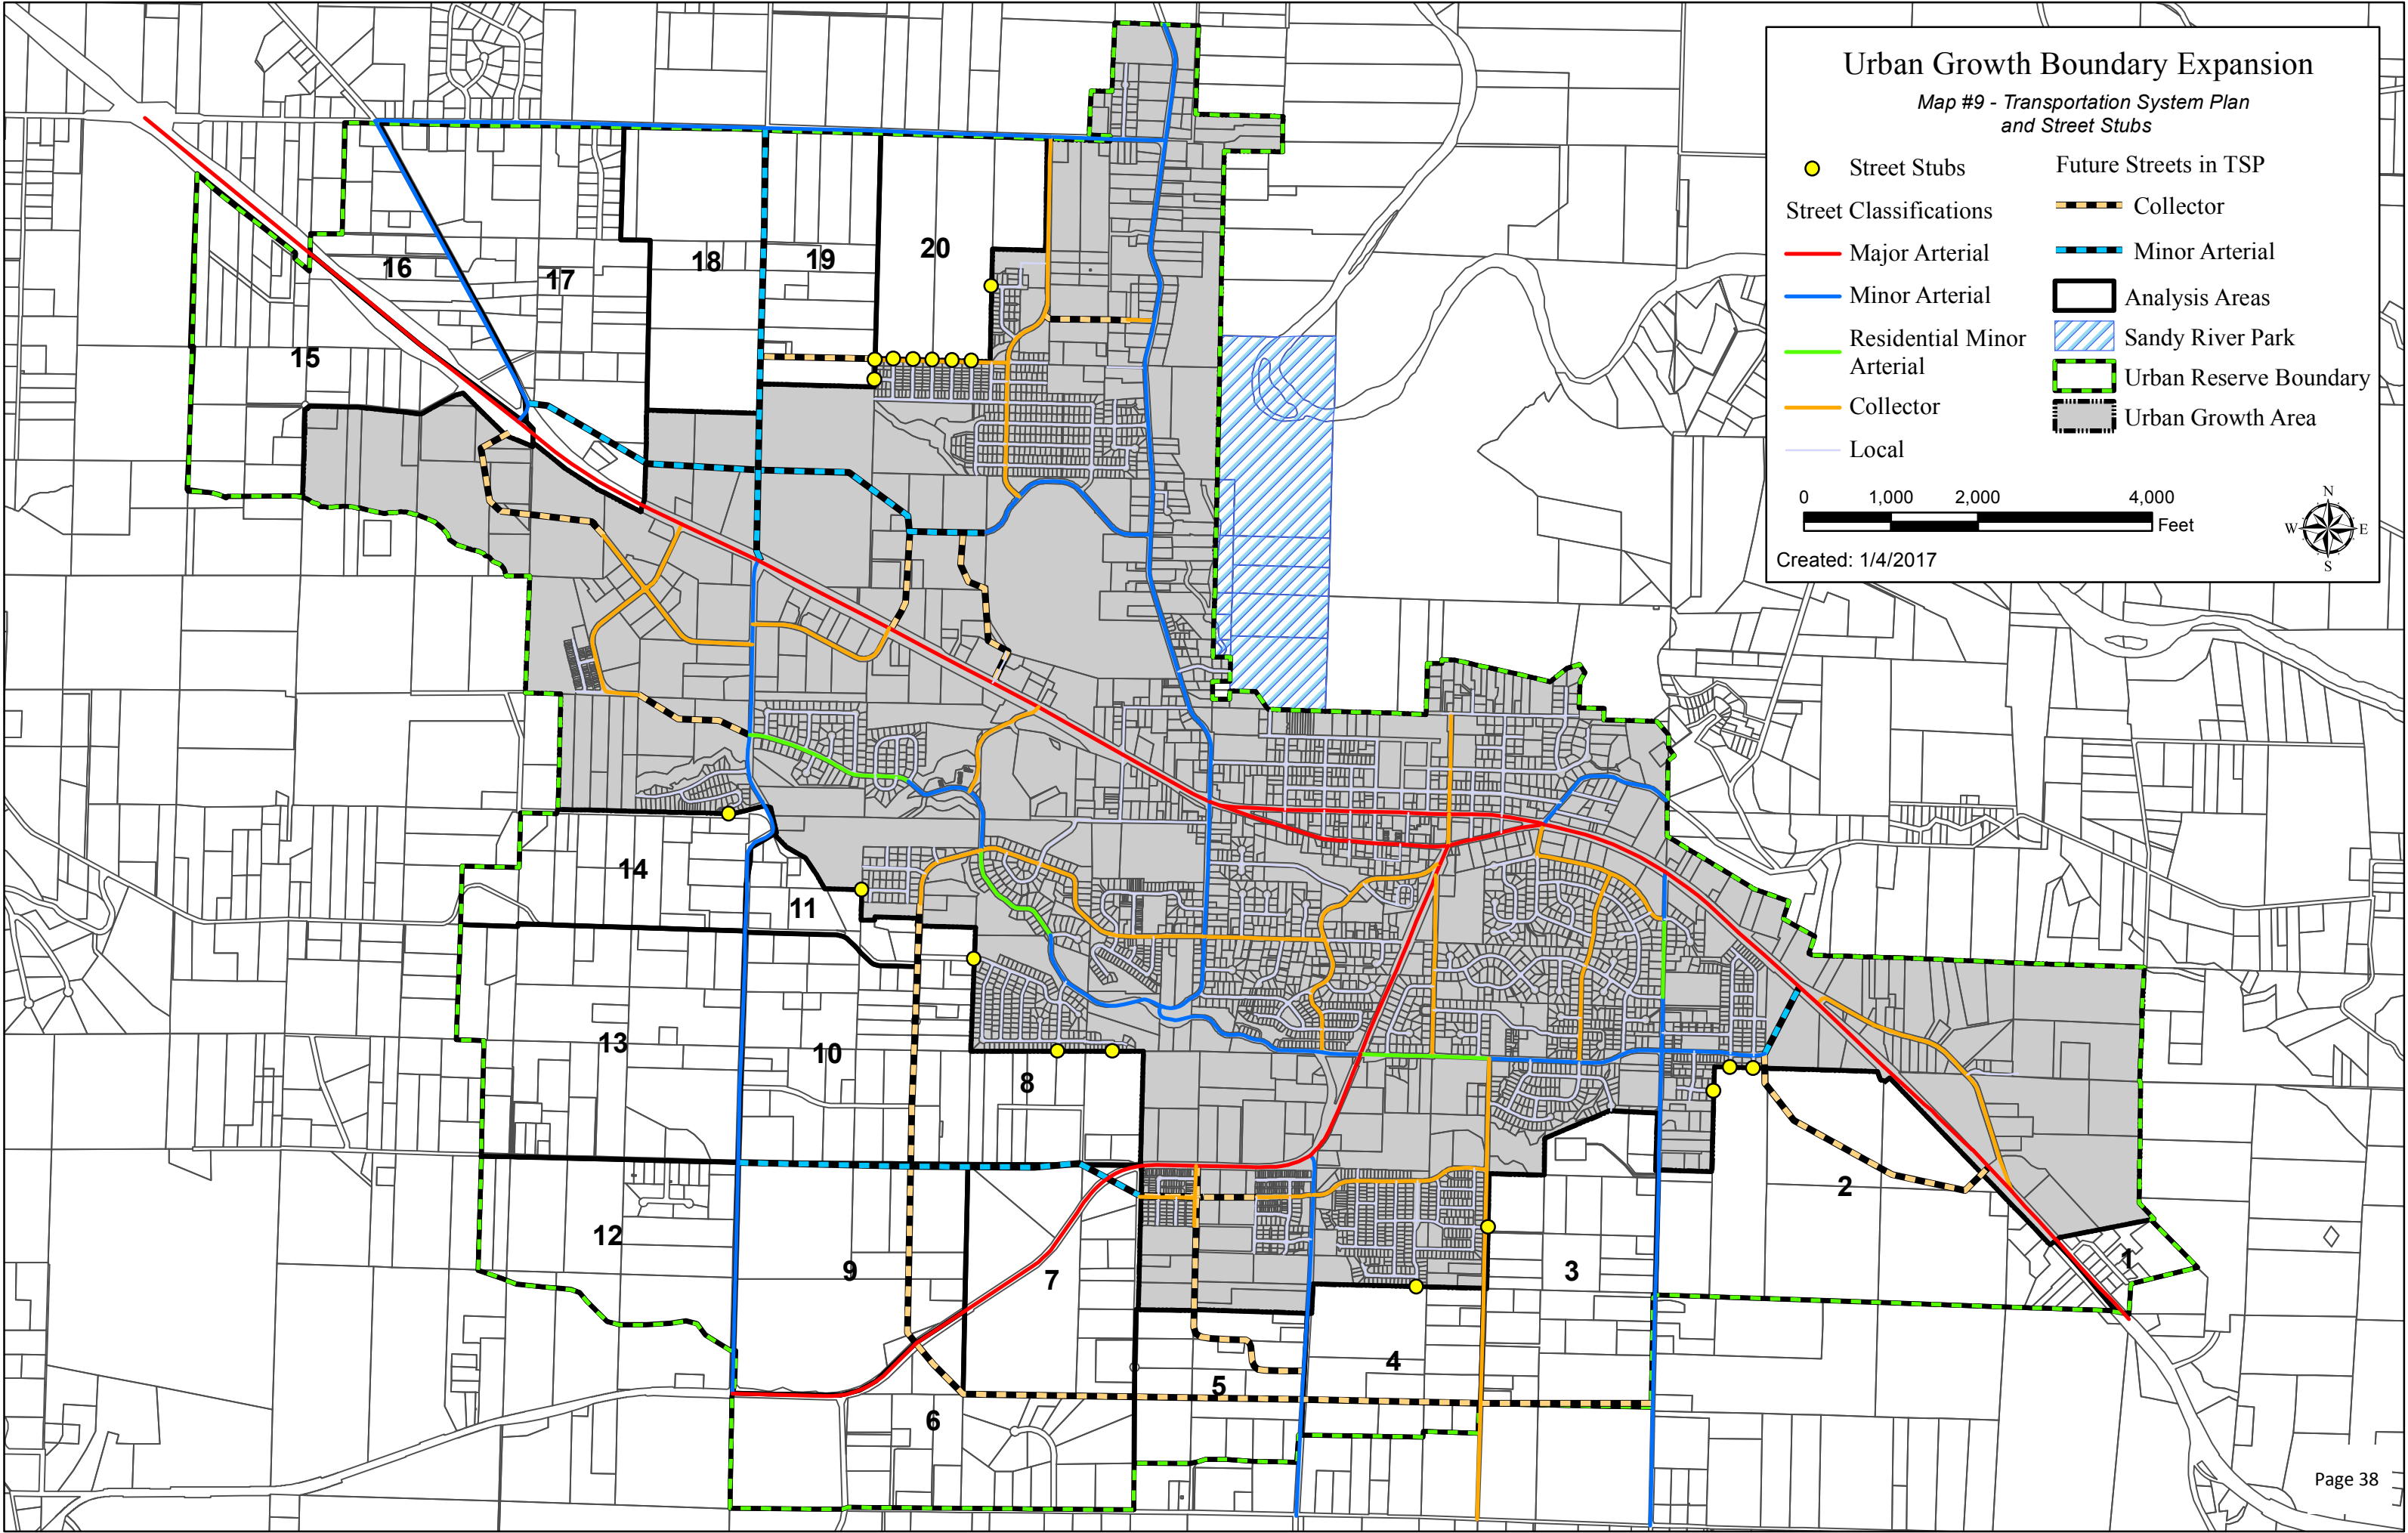 Urban Growth Boundary Expansion
Map #9 - Transportation System Plan
and Street Stubs
Street Stubs
Street Classifications
Major Arterial
Minor Arterial
Residential Minor
Arterial
Collector
Local
Future Streets in TSP
Collector
Minor Arterial
Analysis Areas
Sandy River Park
Urban Reserve Boundary
Urban Growth Area
0 1,000 2,000 4,000
Feet
N
W E
S
Created: 1/4/2017
20
19
18
16
17
15
14
11
13
10
8
2
12
9
7
3
1
4
5
6
Page 38